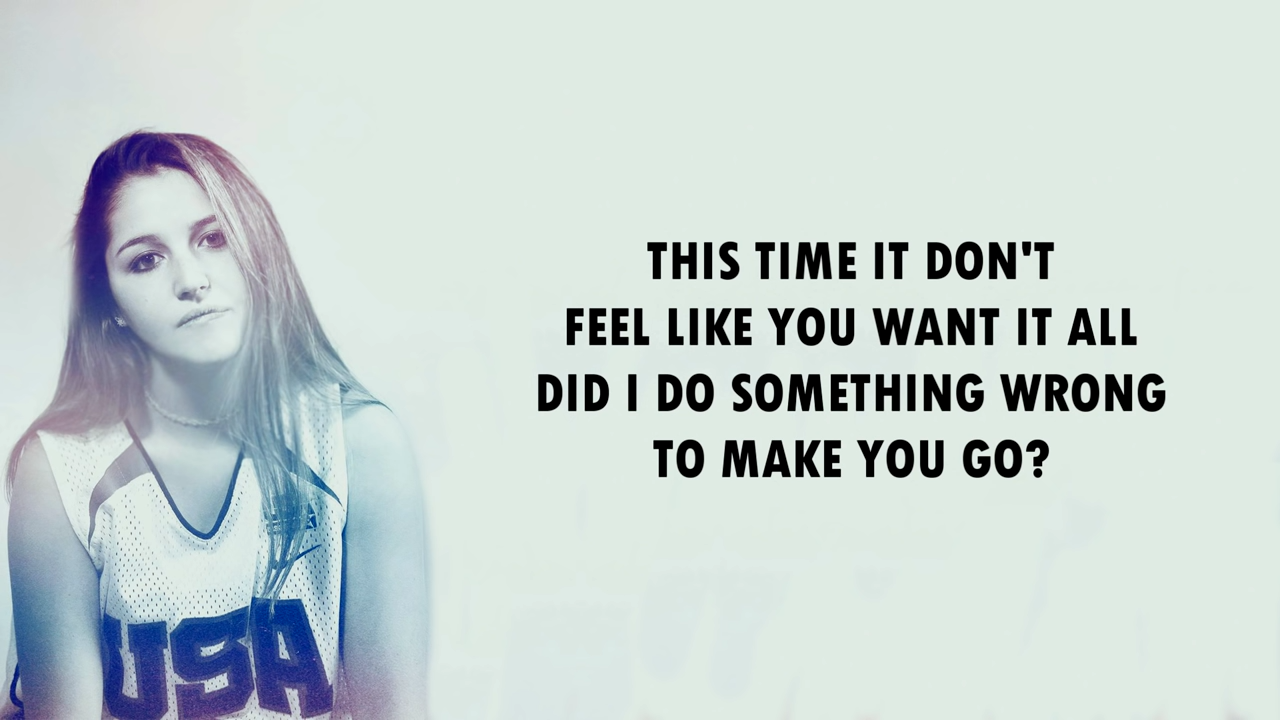 THIS TIME IT DON'T
FEEL LIKE YOU WANT IT ALL
DID I DO SOMETHING WRONG
TO MAKE YOU GO?
USA